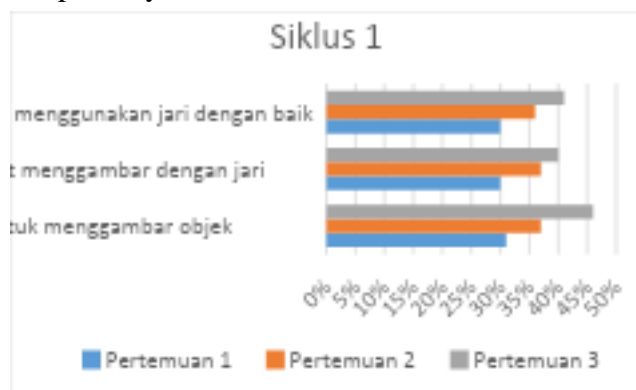 Siklus 1
menggunakan jari dengan baik
menggambar dengan jari
menggambar objek
0% 5% 10% 15% 20% 25% 30% 35% 40% 45% 50%
Pertemuan 1 Pertemuan 2 Pertemuan 3